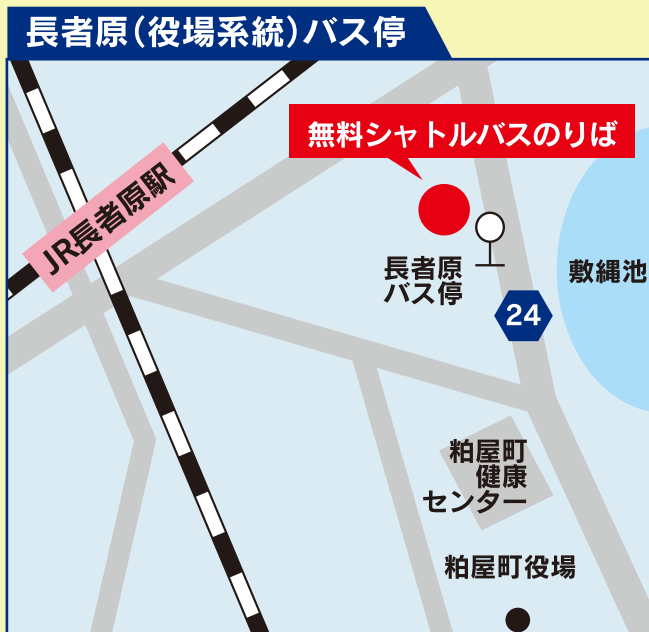 長者原(役場系統)バス停
無料シャトルバスのりば
JR長者原駅
長者原
バス停
敷縄池
24
粕屋町
健康
センター
粕屋町役場